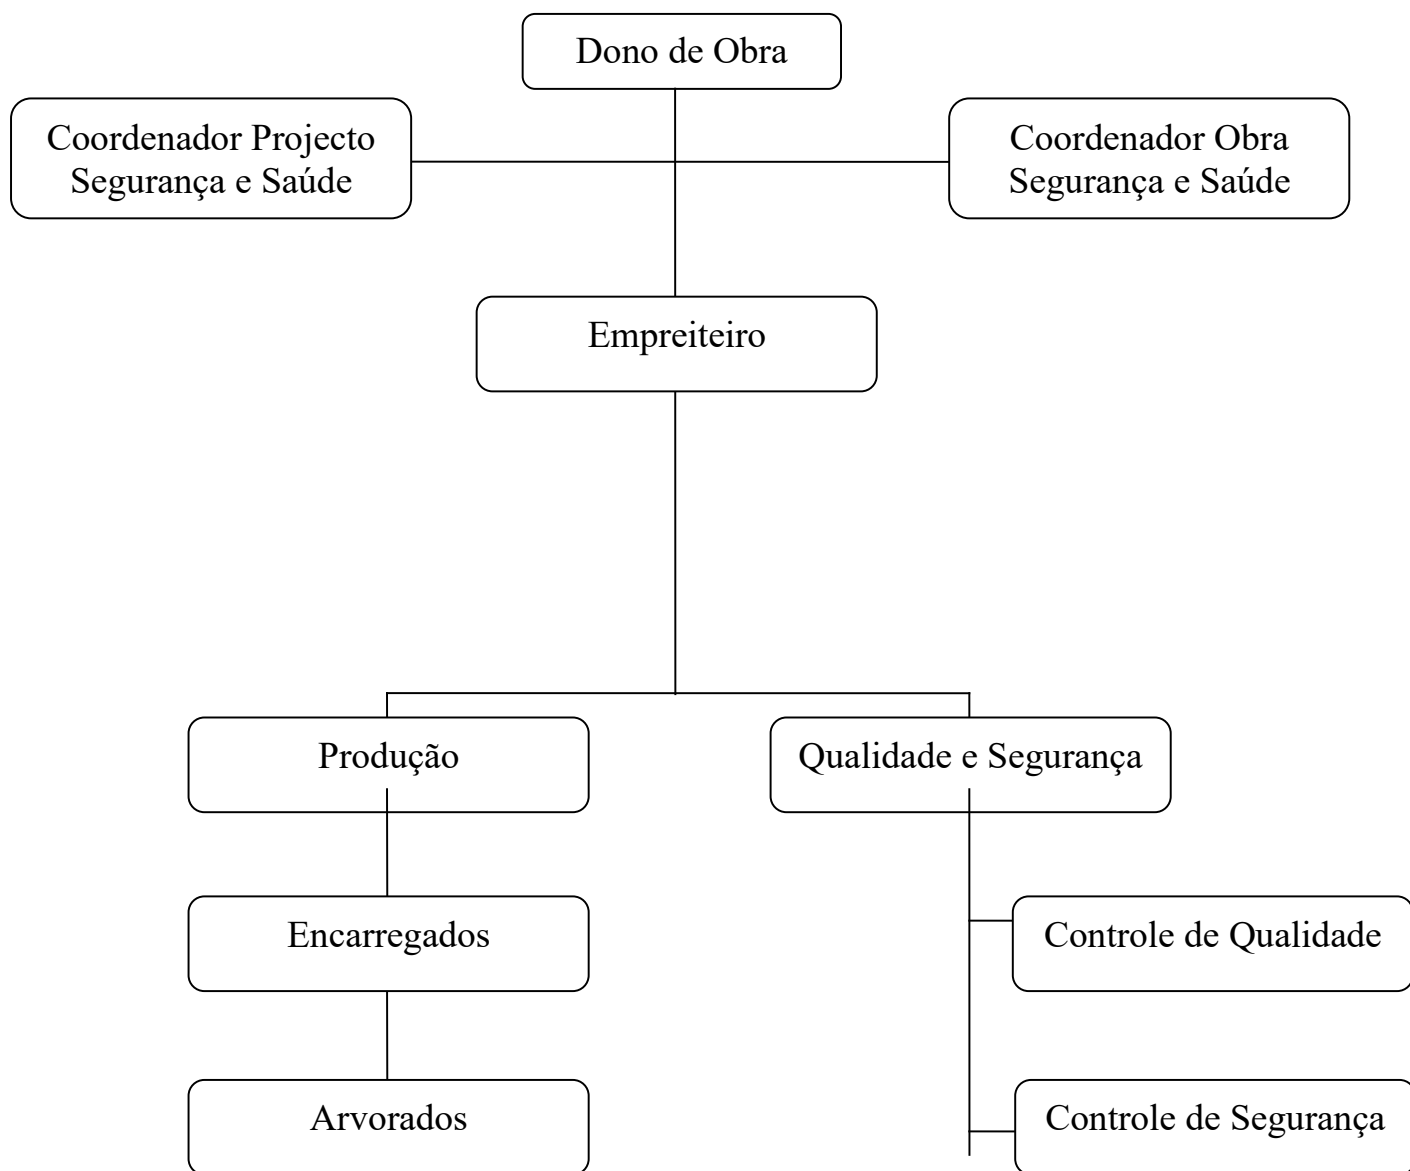 Dono de Obra
Coordenador Projecto
Segurança e Saúde
Coordenador Obra
Segurança e Saúde
Empreiteiro
Produção
Qualidade e Segurança
Encarregados
Controle de Qualidade
Arvorados
Controle de Segurança